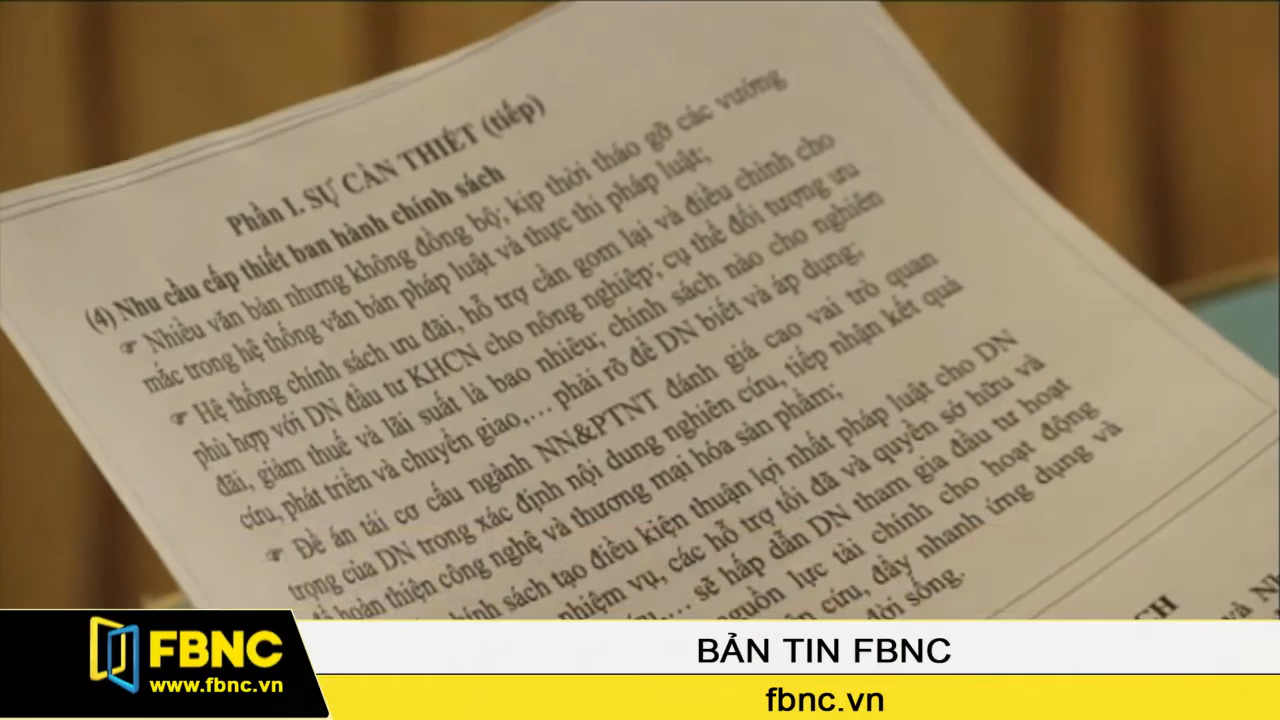 Phần I. SỰ CẦN THIẾT (tiếp)
(4) Nhu cầu cấp thiết ban hành chính sách
☞ Nhiều văn bản nhưng không đồng bộ; kịp thời tháo gỡ các vướng
mắc trong hệ thống văn bản pháp luật và thực thi pháp luật;
☞ Hệ thống chính sách ưu đãi, hỗ trợ cần gom lại và điều chỉnh cho
phù hợp với DN đầu tư KHCN cho nông nghiệp; cụ thể đối tượng ưu
đãi, giảm thuế và lãi suất là bao nhiêu; chính sách nào cho nghiên
cứu, phát triển và chuyển giao,... phải rõ để DN biết và áp dụng;
☞ Đề án tái cơ cấu ngành NN&PTNT đánh giá cao vai trò quan
trọng của DN trong xác định nội dung nghiên cứu, tiếp nhận kết quả
để hoàn thiện công nghệ và thương mại hóa sản phẩm;
chính sách tạo điều kiện thuận lợi nhất pháp luật cho DN
nhiệm vụ, các hỗ trợ tối đã và quyền sở hữu và
... sẽ hấp dẫn DN tham gia đầu tư hoạt
nguồn lực tài chính cho hoạt động
cứu, đẩy nhanh ứng dụng và
đời sống.
FBNC
www.fbnc.vn
BẢN TIN FBNC
fbnc.vn